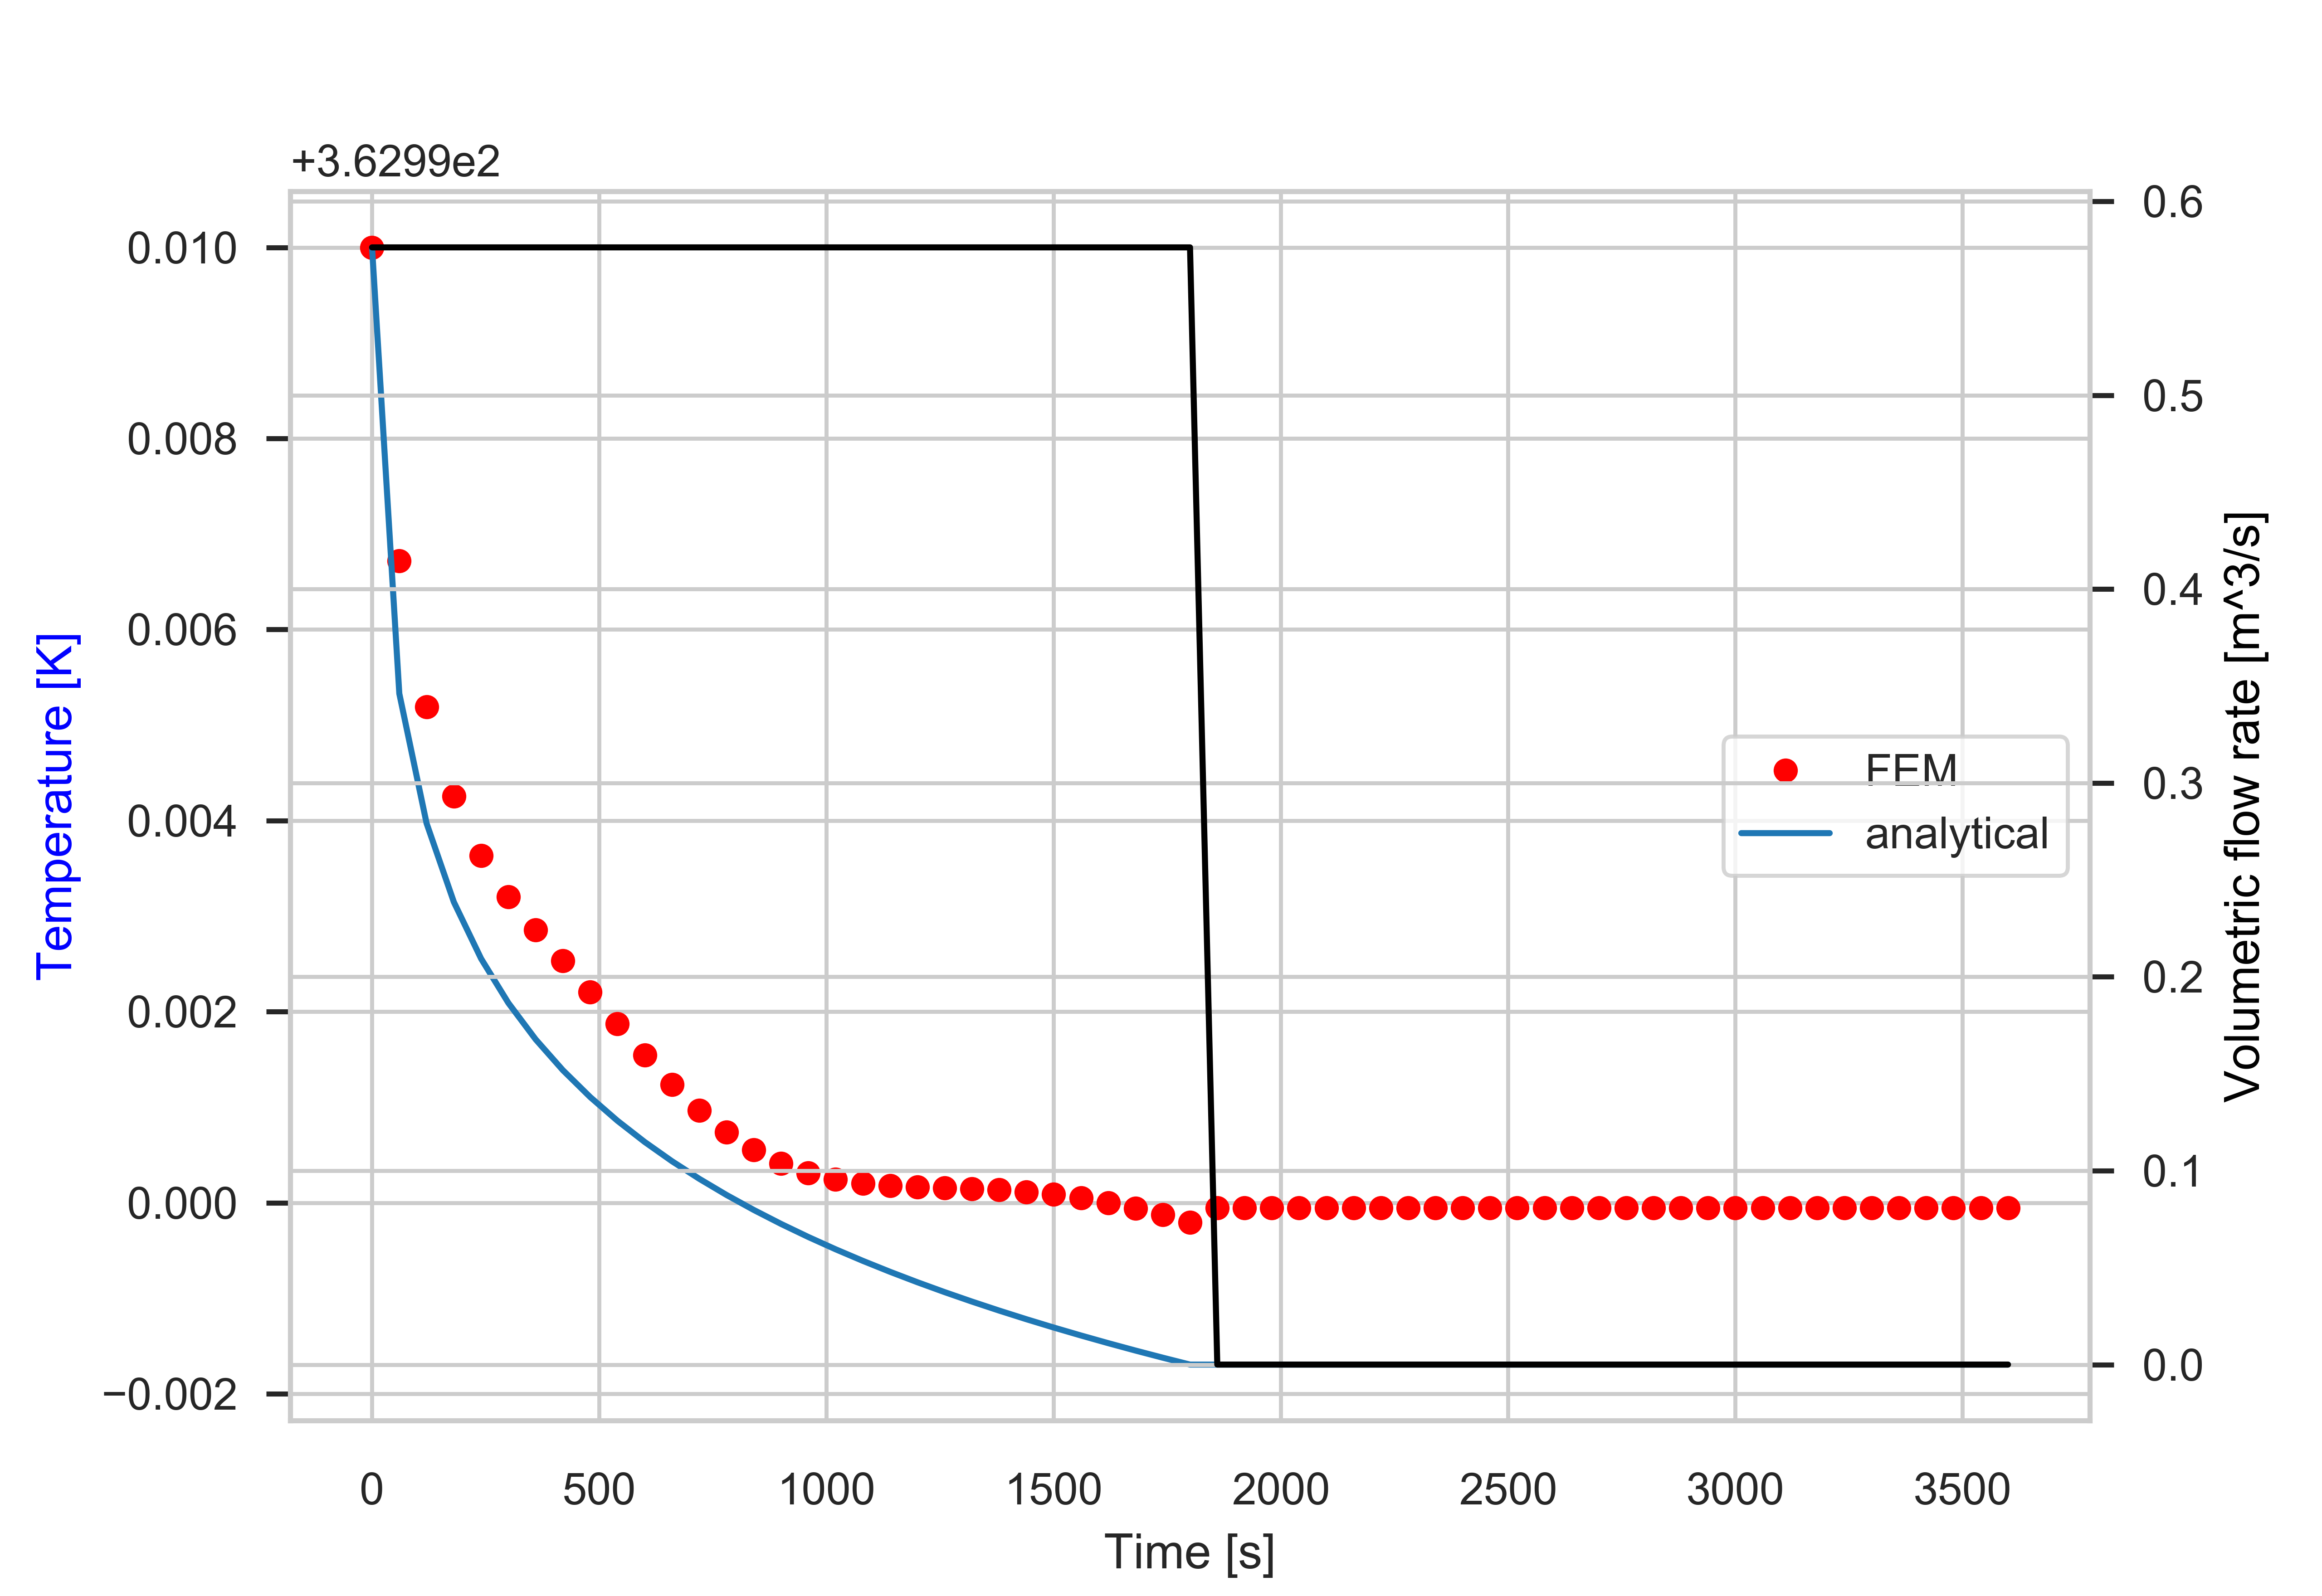 +3.6299e2
0.010
0.008
0.006
0.004
0.002
0.000
−0.002
Temperature [K]
0.6
0.5
0.4
0.3
0.2
0.1
0.0
Volumetric flow rate [m^3/s]
FEM
analytical
0 500 1000 1500 2000 2500 3000 3500
Time [s]